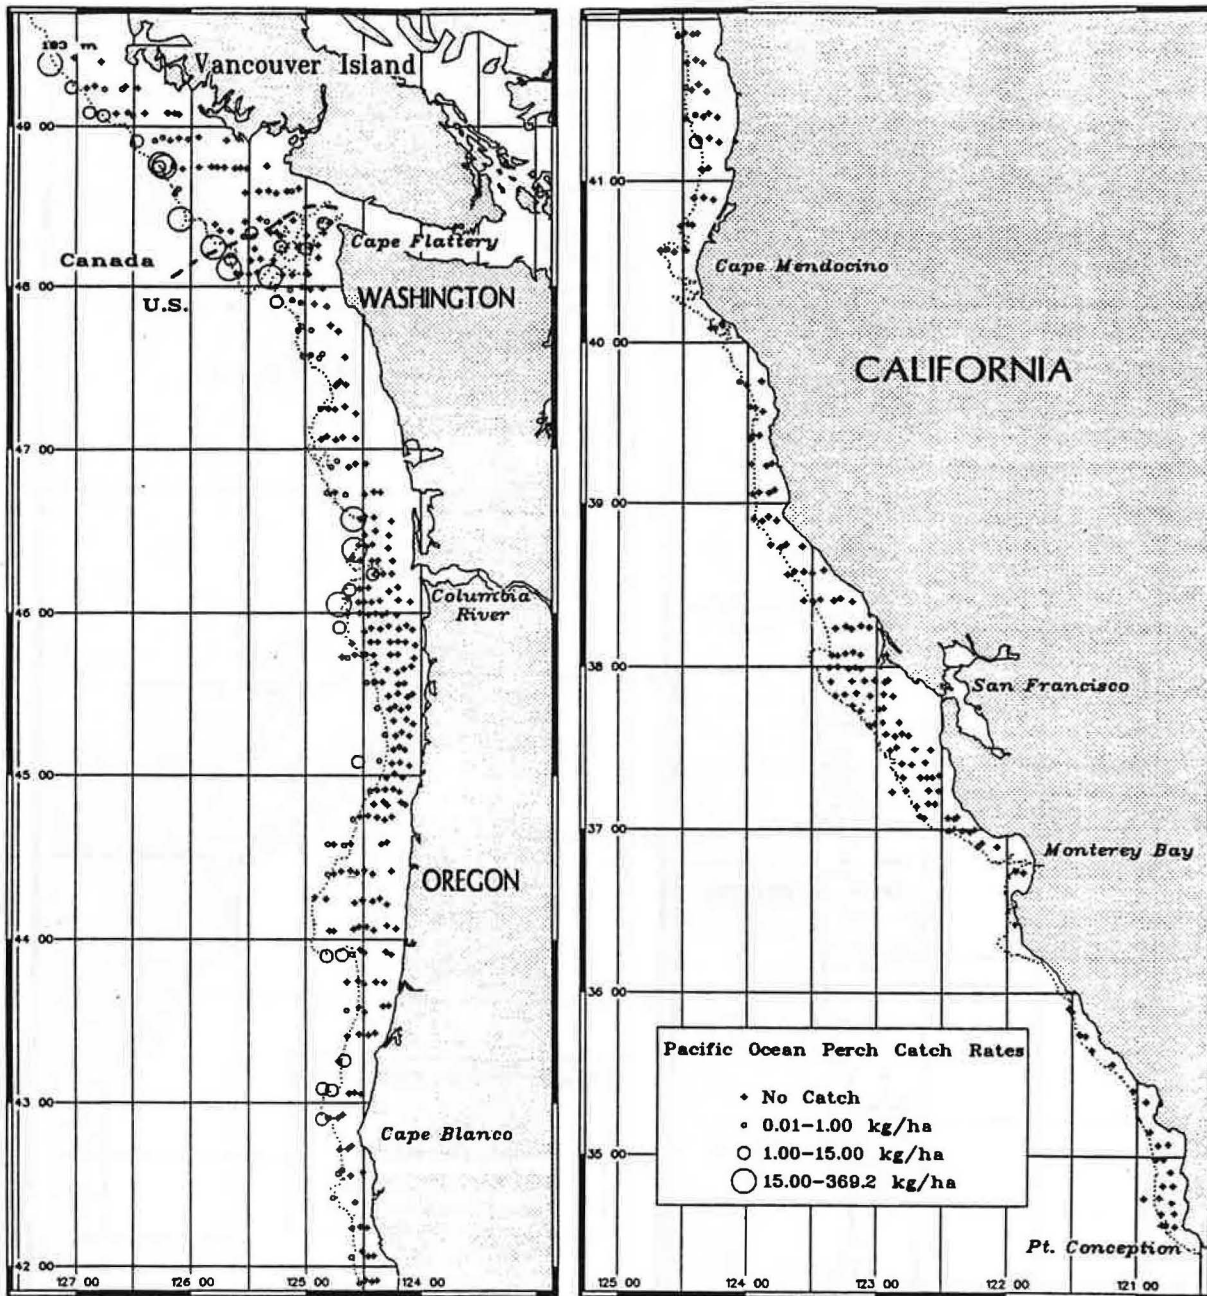 183 m
Vancouver Island
49 00
Cape Flattery
Canada
48 00
U.S.
WASHINGTON
47 00
46 00
Columbia
River
45 00
OREGON
44 00
43 00
Cape Blanco
42 00
127 00 126 00 125 00 124 00
41 00
Cape Mendocino
40 00
CALIFORNIA
39 00
38 00
San Francisco
37 00
Monterey Bay
36 00
Pacific Ocean Perch Catch Rates
No Catch
0.01-1.00 kg/ha
1.00-15.00 kg/ha
15.00-369.2 kg/ha
35 00
Pt. Conception
125 00 124 00 123 00 122 00 121 00